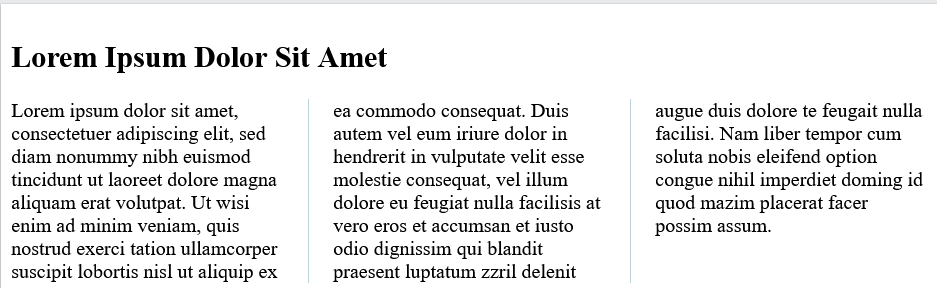 Lorem Ipsum Dolor Sit Amet
Lorem ipsum dolor sit amet,
consectetuer adipiscing elit, sed
diam nonummy nibh euismod
tincidunt ut laoreet dolore magna
aliquam erat volutpat. Ut wisi
enim ad minim veniam, quis
nostrud exerci tation ullamcorper
suscipit lobortis nisl ut aliquip ex
ea commodo consequat. Duis
autem vel eum iriure dolor in
hendrerit in vulputate velit esse
molestie consequat, vel illum
dolore eu feugiat nulla facilisis at
vero eros et accumsan et iusto
odio dignissim qui blandit
praesent luptatum zzril delenit
augue duis dolore te feugait nulla
facilisi. Nam liber tempor cum
soluta nobis eleifend option
congue nihil imperdiet doming id
quod mazim placerat facer
possim assum.